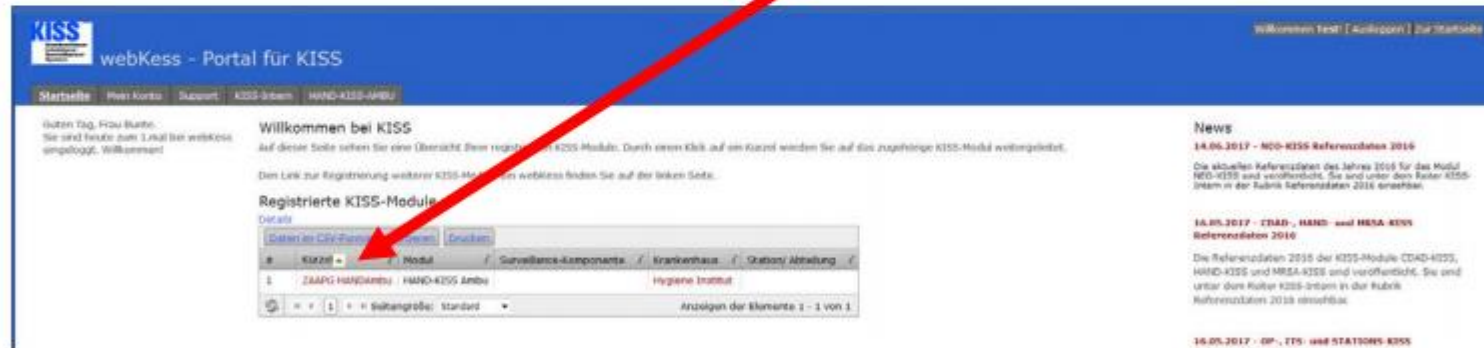 KISS
webKess - Portal für KISS
Willkommen Test! [ Ausloggen ] Zur Startseite
Startseite Mein Konto Support KISS-Intern HAND-KISS-AMBU
Guten Tag, Frau Bunte.
Sie sind heute zum 1.mal bei webKess
eingeloggt. Willkommen!
Willkommen bei KISS
Auf dieser Seite sehen Sie eine Übersicht Ihrer registrierten KISS-Module. Durch einen Klick auf ein Kürzel werden Sie auf das zugehörige KISS-Modul weitergeleitet.
Den Link zur Registrierung weiterer KISS-Module bei webKess finden Sie auf der linken Seite.
Registrierte KISS-Module
Details
Daten im CSV-Format Drucken
# Kürzel Modul Surveillance-Komponente Krankenhaus Station/ Abteilung
1 ZAAPG HANDAmbu HAND-KISS Ambu Hygiene Institut
1 Seitengröße: Standard Anzeigen der Elemente 1 - 1 von 1
News
14.06.2017 - NEO-KISS Referenzdaten 2016
Die aktuellen Referenzdaten des Jahres 2016 für das Modul
NEO-KISS sind veröffentlicht. Sie sind unter dem Reiter KISS-
Intern in der Rubrik Referenzdaten 2016 einsehbar.
16.05.2017 - CDAD-, HAND- und MRSA-KISS
Referenzdaten 2016
Die Referenzdaten 2016 der KISS-Module CDAD-KISS,
HAND-KISS und MRSA-KISS sind veröffentlicht. Sie sind
unter dem Reiter KISS-Intern in der Rubrik
Referenzdaten 2016 einsehbar.
16.05.2017 - OP-, ITS- und STATIONS-KISS